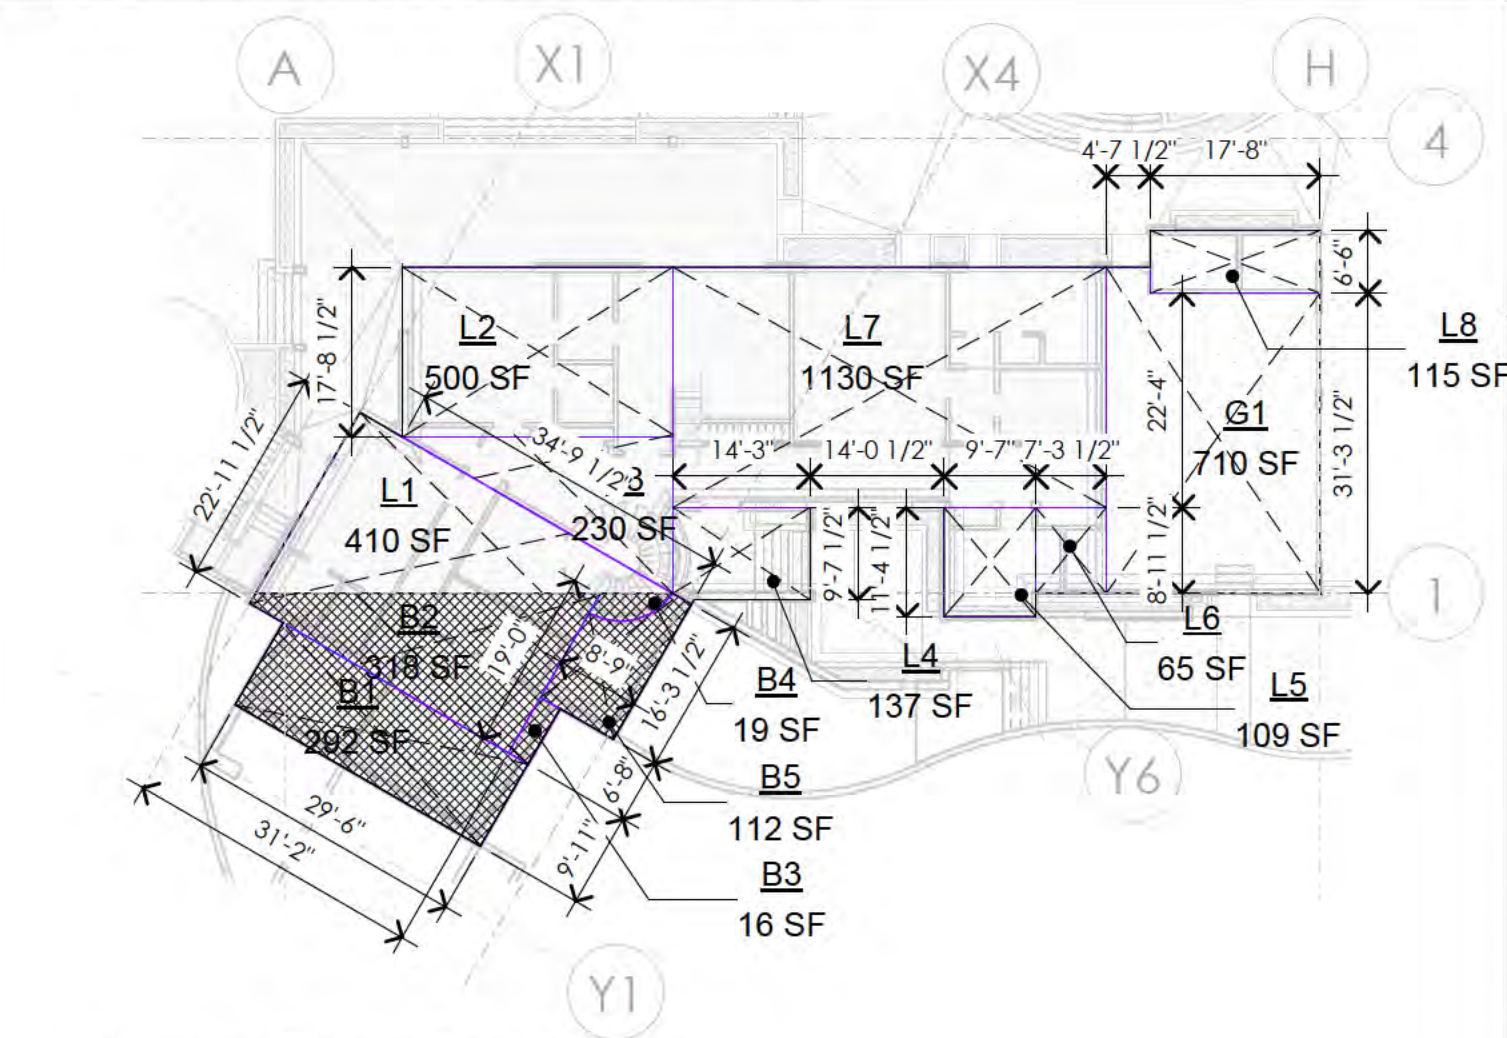 A
X1
X4
H
4
4'-7 1/2"
17'-8"
6'-6"
17'-8 1/2"
L2
500 SF
L7
1130 SF
L8
115 SF
22'-4"
G1
710 SF
31'-3 1/2"
22'-11 1/2"
34'-9 1/2"
14'-3"
14'-0 1/2"
9'-7"
7'-3 1/2"
L1
410 SF
3
230 SF
9'-7 1/2"
11'-4 1/2"
8'-11 1/2"
1
B2
318 SF
19'-0"
8'-9"
16'-3 1/2"
B1
292 SF
B4
19 SF
L4
137 SF
L6
65 SF
L5
109 SF
6'-8"
B5
112 SF
Y6
29'-6"
31'-2"
9'-11"
B3
16 SF
Y1